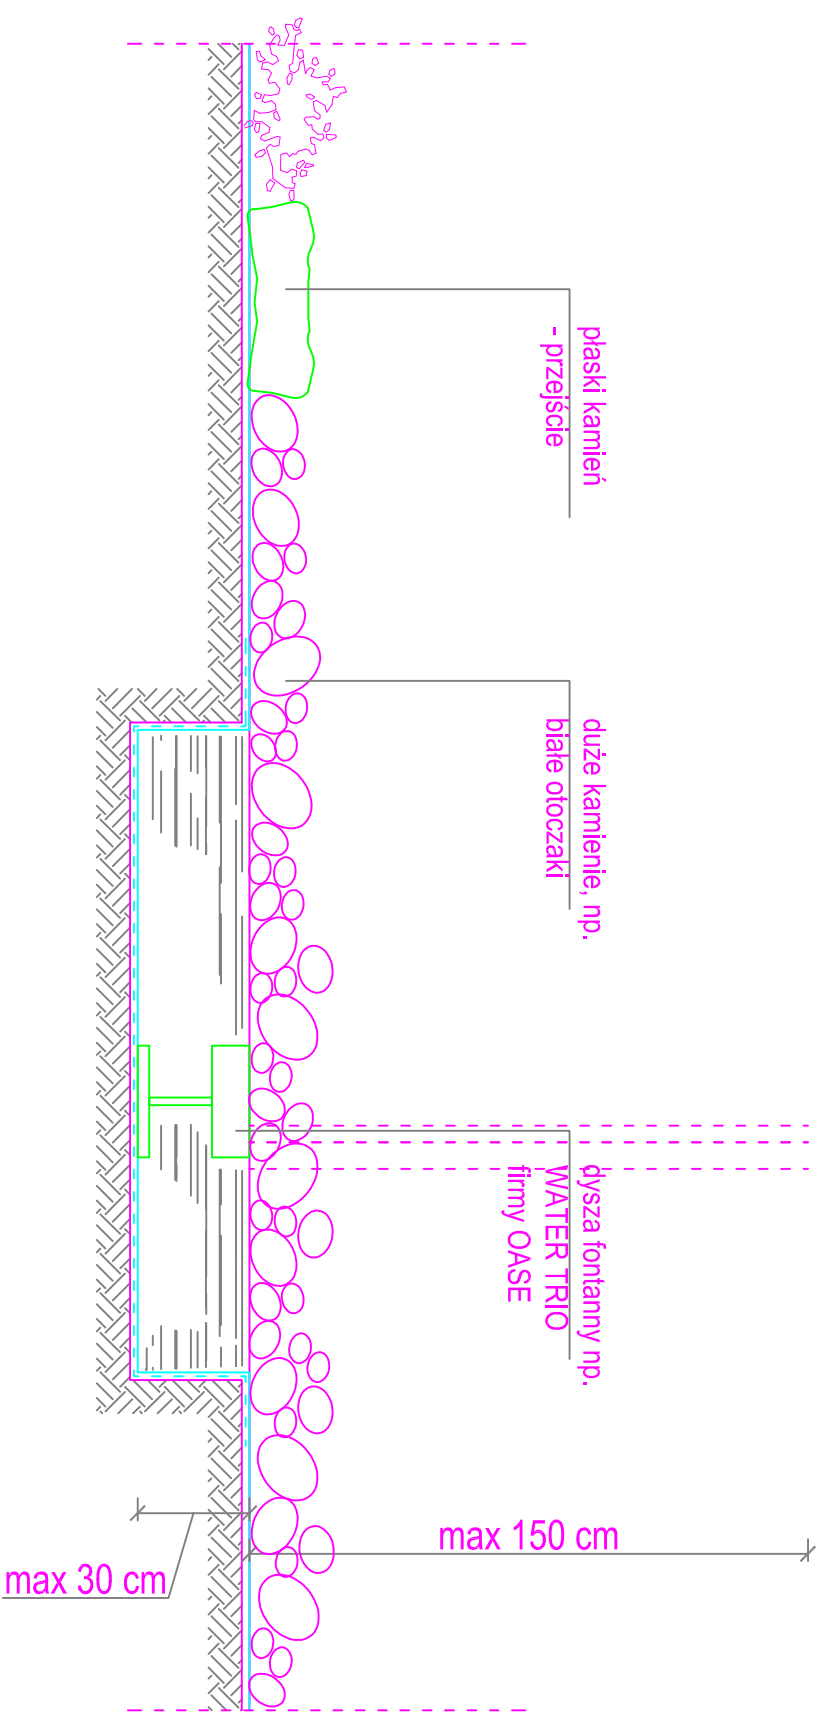 płaski kamień
- przejście
duże kamienie, np.
białe otoczaki
dysza fontanny np.
WATER TRIO
firmy OASE
max 150 cm
max 30 cm